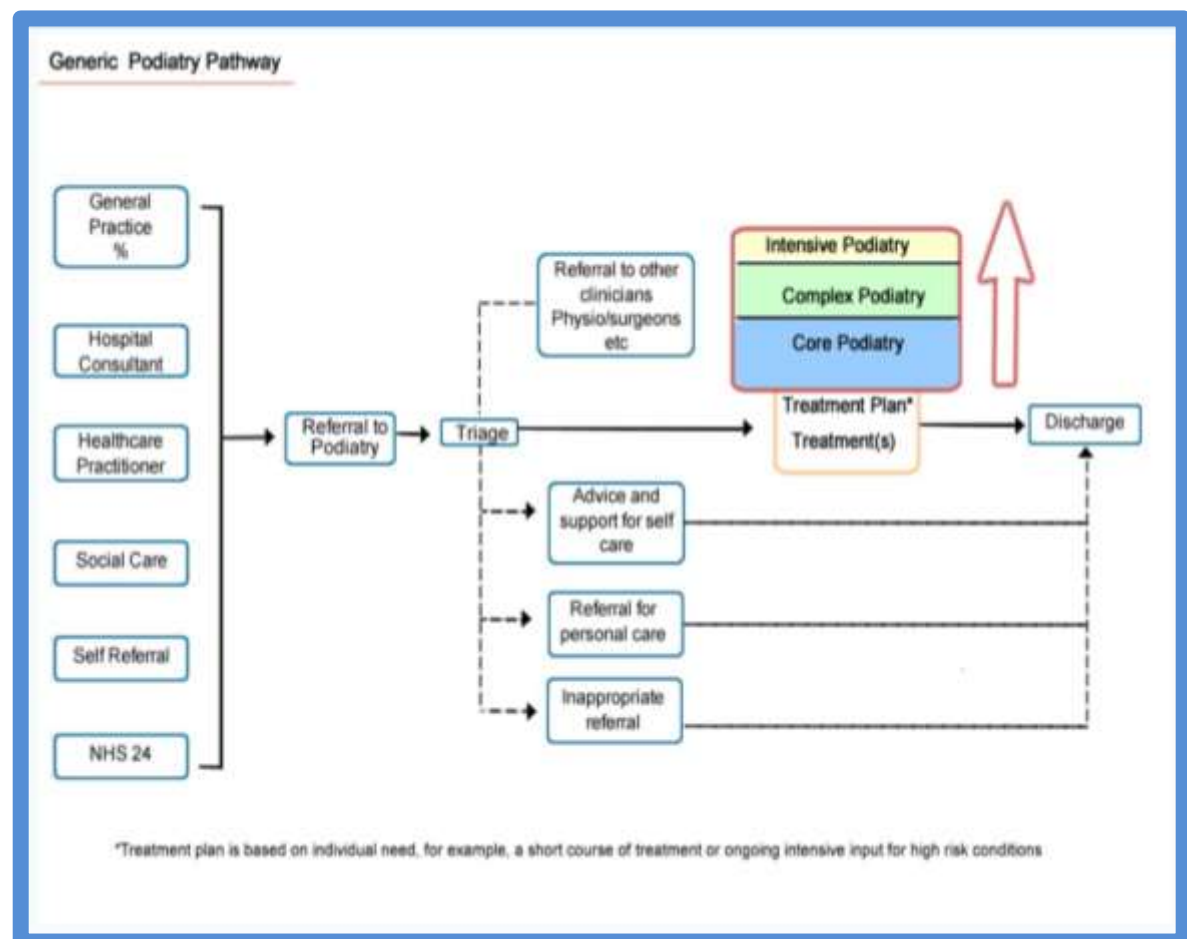 Generic Podiatry Pathway
General
Practice
%
Hospital
Consultant
Healthcare
Practitioner
Social Care
Self Referral
NHS 24
Referral to
Podiatry
Triage
Referral to other
clinicians
Physio/surgeons
etc
Intensive Podiatry
Complex Podiatry
Core Podiatry
Treatment Plan*
Treatment(s)
Discharge
Advice and
support for self
care
Referral for
personal care
Inappropriate
referral
*Treatment plan is based on individual need, for example, a short course of treatment or ongoing intensive input for high risk conditions